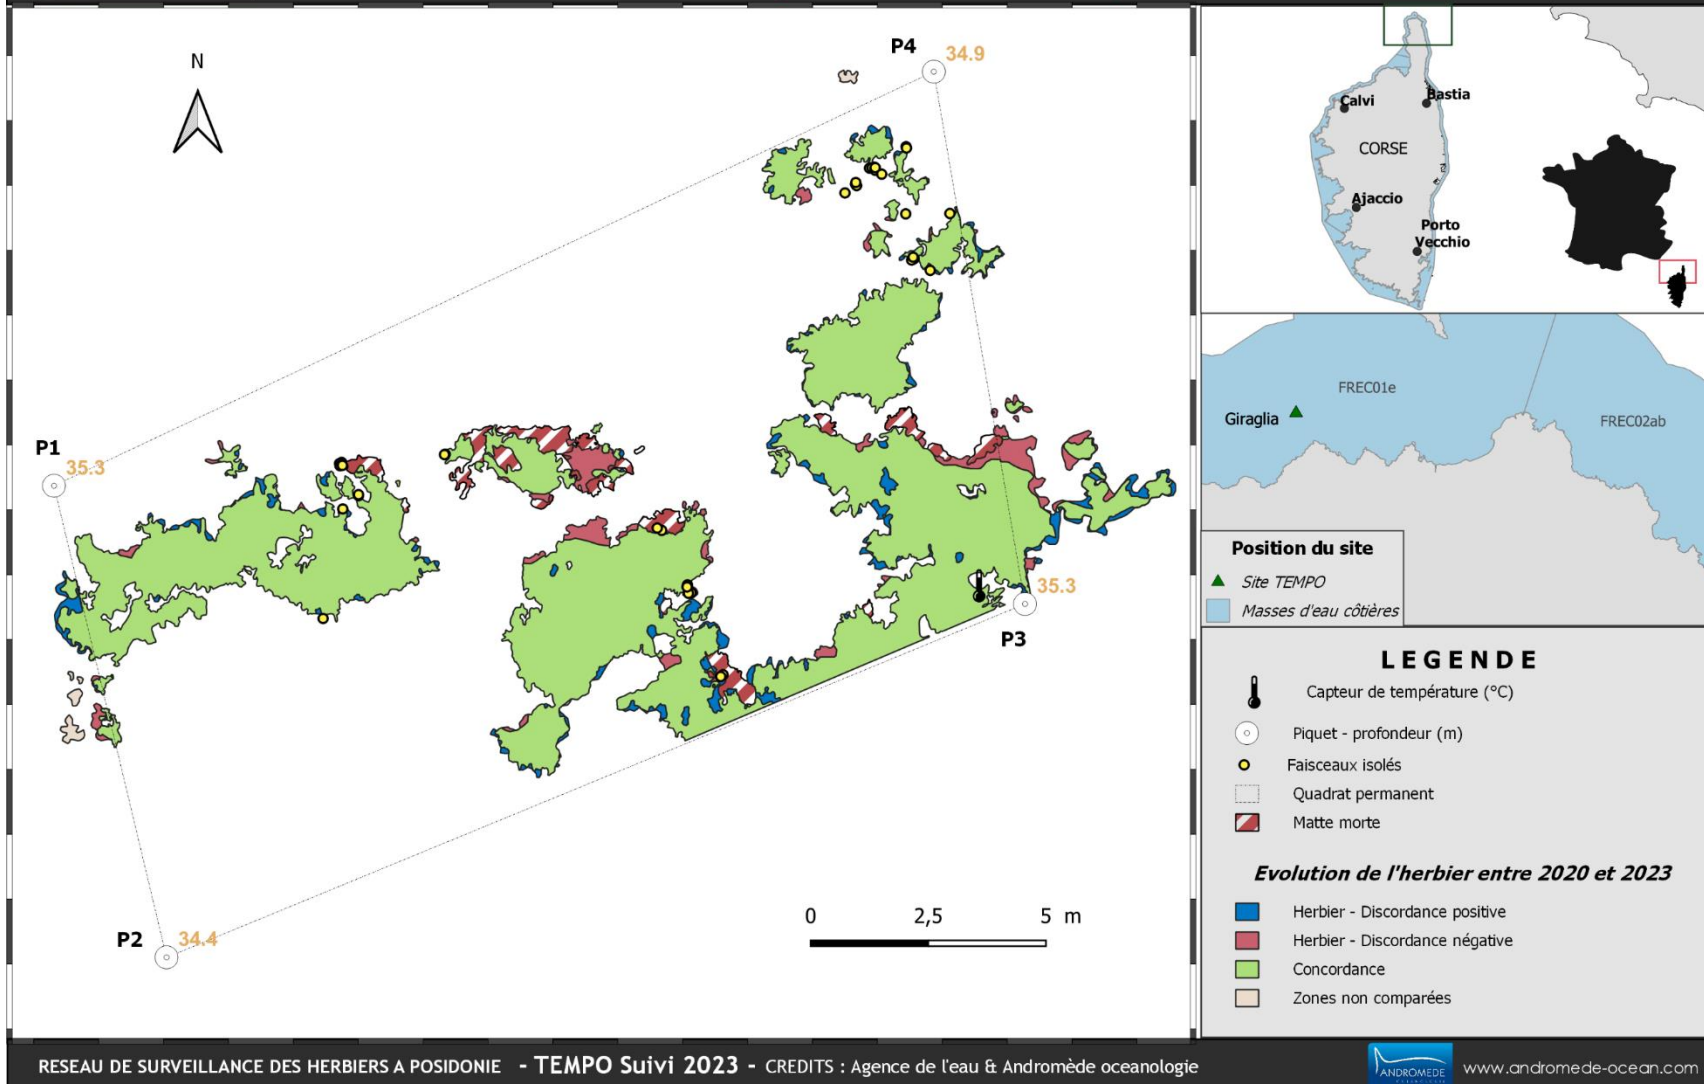 N
P4
34.9
P1
35.3
35.3
P3
P2
34.4
0 2,5 5 m
Calvi
Bastia
CORSE
Ajaccio
Porto
Vecchio
FREC01e
Giraglia
FREC02ab
Position du site
Site TEMPO
Masses d'eau côtières
LEGENDE
Capteur de température (°C)
Piquet - profondeur (m)
Faisceaux isolés
Quadrat permanent
Matte morte
Evolution de l'herbier entre 2020 et 2023
Herbier - Discordance positive
Herbier - Discordance négative
Concordance
Zones non comparées
RESEAU DE SURVEILLANCE DES HERBIERS A POSIDONIE - TEMPO Suivi 2023 - CREDITS : Agence de l'eau & Andromède oceanologie
ANDROMEDE
www.andromede-ocean.com